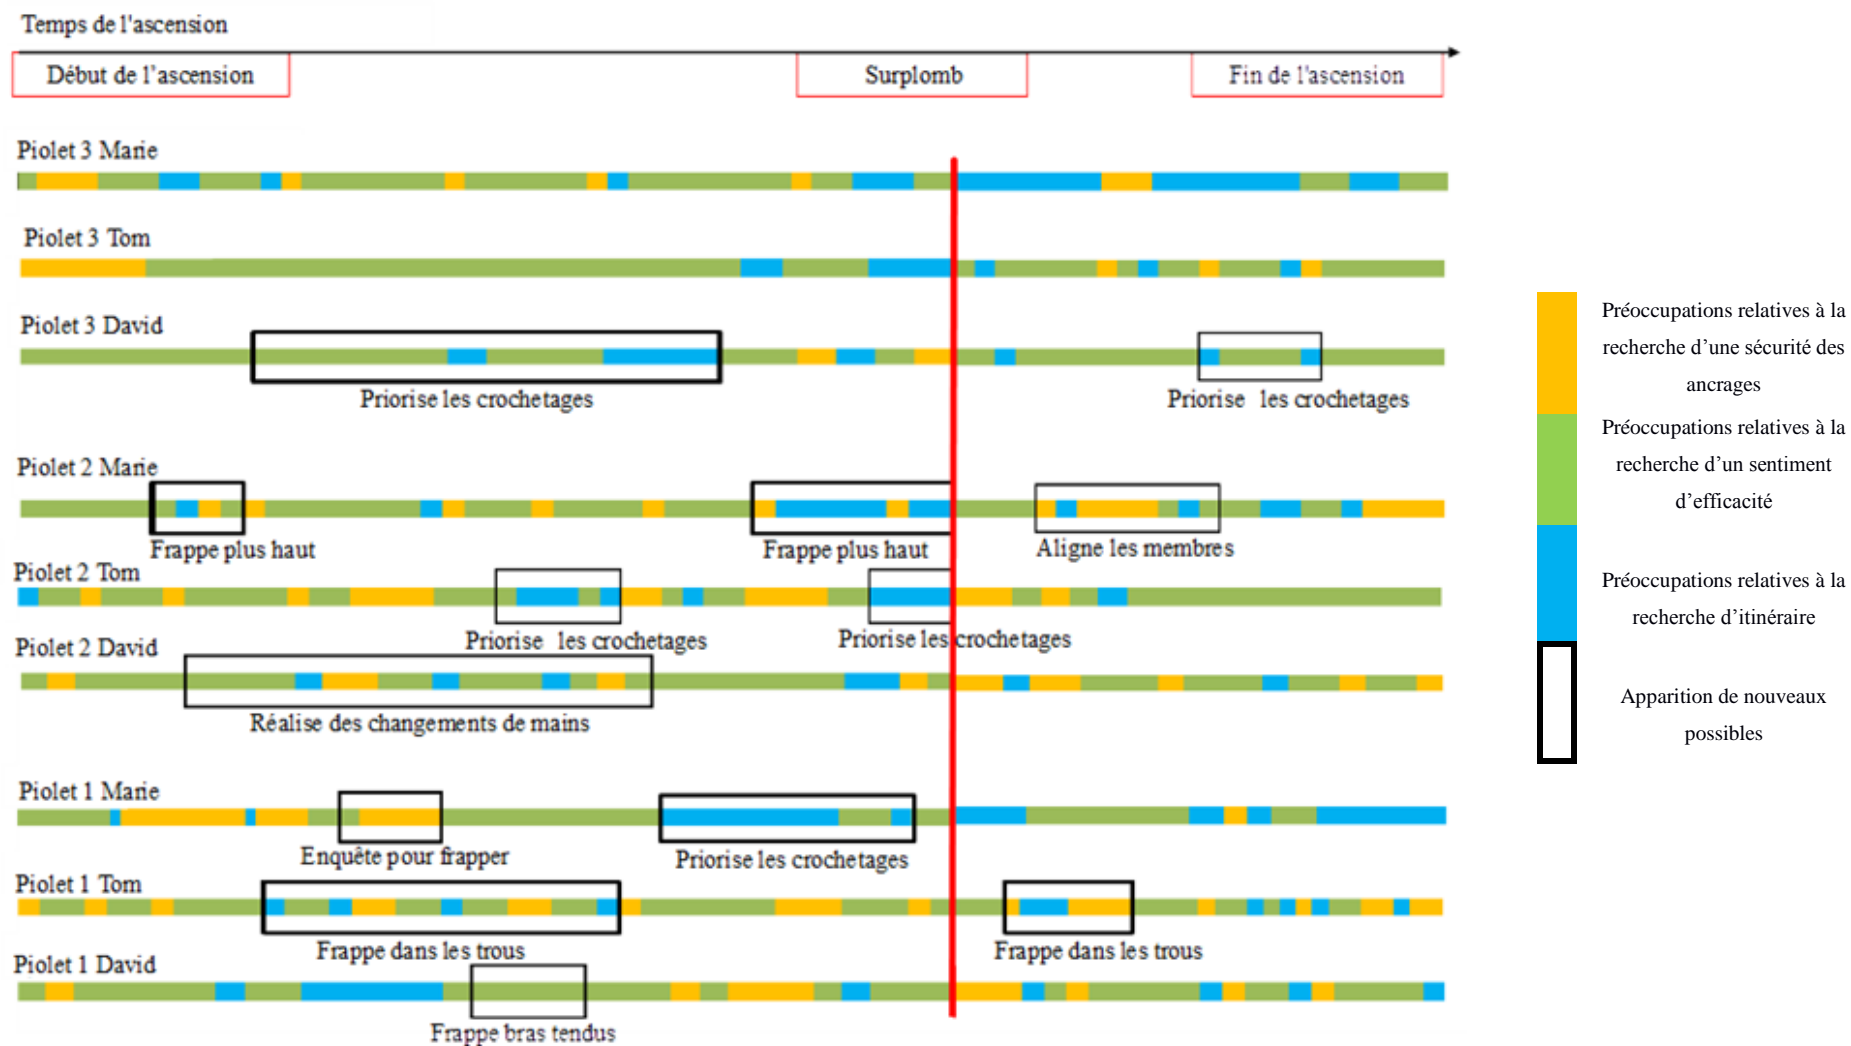 Temps de l'ascension
Début de l'ascension
Surplomb
Fin de l'ascension
Piolet 3 Marie
Piolet 3 Tom
Piolet 3 David
Priorise les crochetages
Priorise les crochetages
Piolet 2 Marie
Frappe plus haut
Frappe plus haut
Aligne les membres
Piolet 2 Tom
Priorise les crochetages
Priorise les crochetages
Piolet 2 David
Réalise des changements de mains
Piolet 1 Marie
Enquête pour frapper
Priorise les crochetages
Piolet 1 Tom
Frappe dans les trous
Frappe dans les trous
Piolet 1 David
Frappe bras tendus
Préoccupations relatives à la
recherche d'une sécurité des
ancrages
Préoccupations relatives à la
recherche d'un sentiment
d'efficacité
Préoccupations relatives à la
recherche d'itinéraire
Apparition de nouveaux
possibles